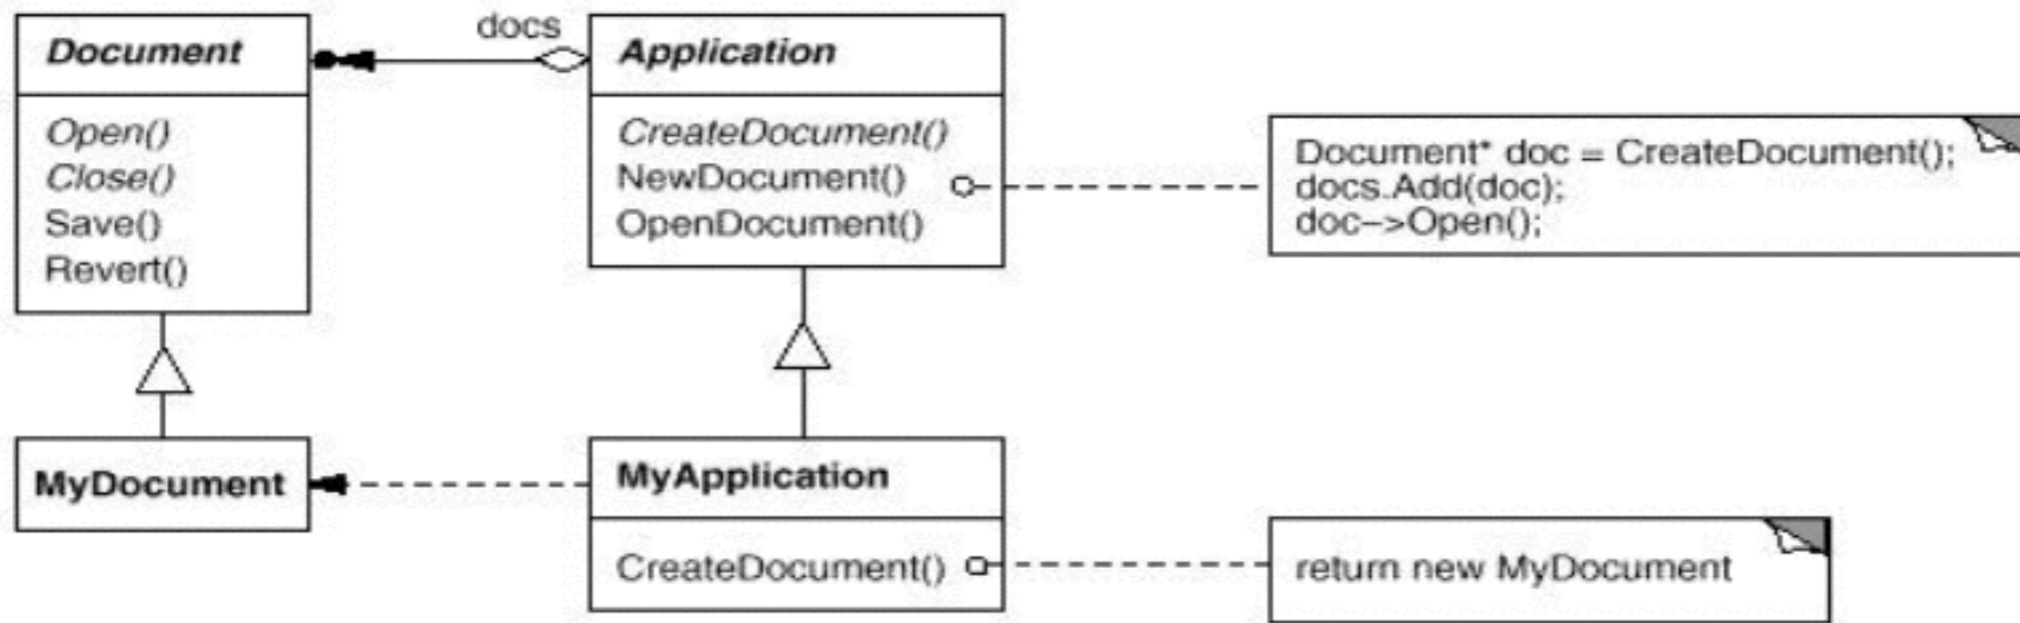 docs
Document
Open()
Close()
Save()
Revert()
Application
CreateDocument()
NewDocument()
OpenDocument()
Document* doc = CreateDocument();
docs.Add(doc);
doc->Open();
MyDocument
MyApplication
CreateDocument()
return new MyDocument